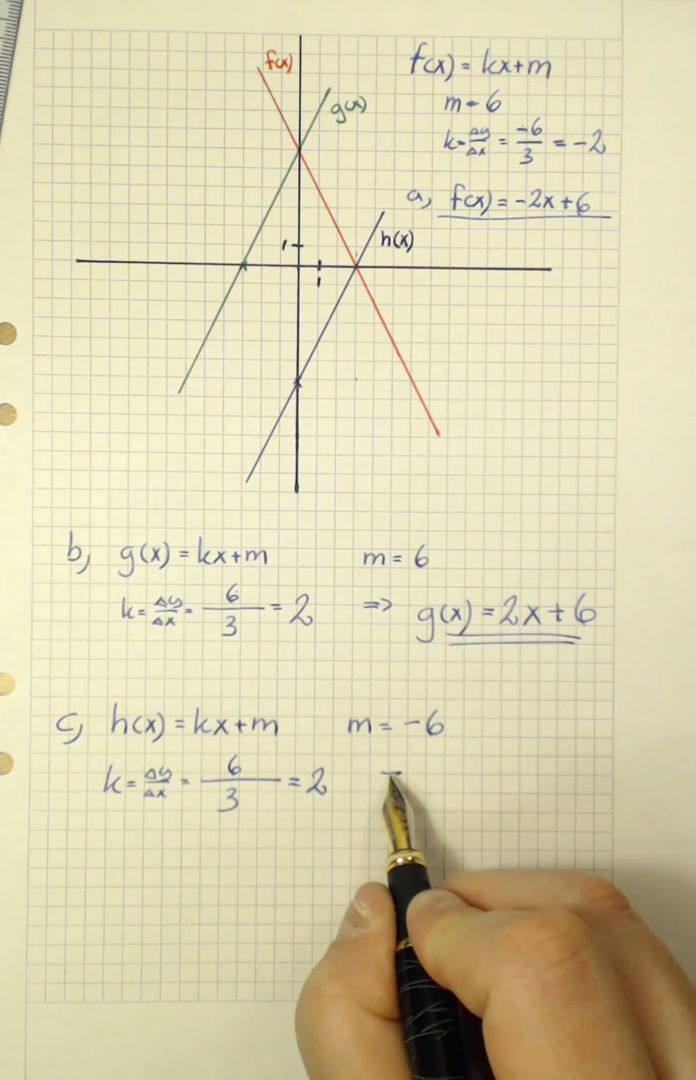 f(x)
g(x)
h(x)
1
1
f(x) = kx+m
m = 6
k = Δy/Δx = -6/3 = -2
a, f(x) = -2x+6
b, g(x) = kx+m m = 6
k = Δy/Δx = 6/3 = 2 => g(x) = 2x+6
c, h(x) = kx+m m = -6
k = Δy/Δx = 6/3 = 2